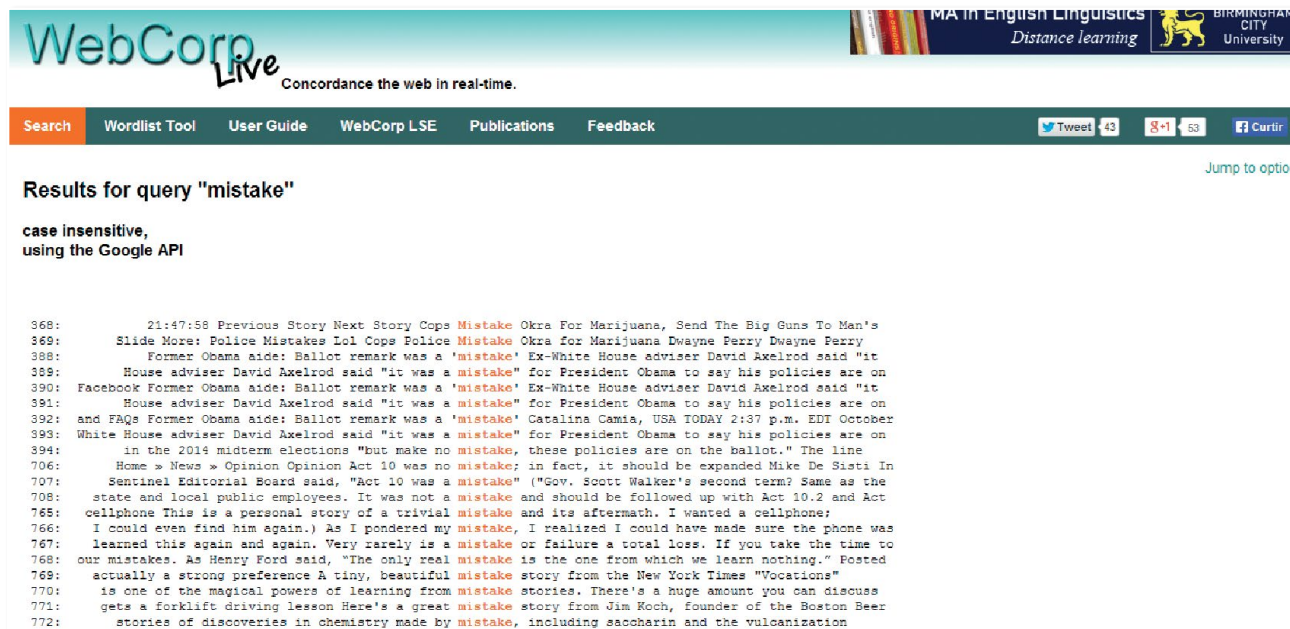 WebCorp
Live
Concordance the web in real-time.
MA in English Linguistics
Distance learning
BIRMINGHAM
CITY
University
Search Wordlist Tool User Guide WebCorp LSE Publications Feedback
Tweet 43 g+1 53 Curtir
Jump to optio
Results for query "mistake"
case insensitive,
using the Google API
368: 21:47:58 Previous Story Next Story Cops Mistake Okra For Marijuana, Send The Big Guns To Man's
369: Slide More: Police Mistakes Lol Cops Police Mistake Okra for Marijuana Dwayne Perry Dwayne Perry
388: Former Obama aide: Ballot remark was a 'mistake' Ex-White House adviser David Axelrod said "it
389: House adviser David Axelrod said "it was a mistake" for President Obama to say his policies are on
390: Facebook Former Obama aide: Ballot remark was a 'mistake' Ex-White House adviser David Axelrod said "it
391: House adviser David Axelrod said "it was a mistake" for President Obama to say his policies are on
392: and FAQs Former Obama aide: Ballot remark was a 'mistake' Catalina Camia, USA TODAY 2:37 p.m. EDT October
393: White House adviser David Axelrod said "it was a mistake" for President Obama to say his policies are on
394: in the 2014 midterm elections "but make no mistake, these policies are on the ballot." The line
706: Home » News » Opinion Opinion Act 10 was no mistake; in fact, it should be expanded Mike De Sisti In
707: Sentinel Editorial Board said, "Act 10 was a mistake" ("Gov. Scott Walker's second term? Same as the
708: state and local public employees. It was not a mistake and should be followed up with Act 10.2 and Act
765: cellphone This is a personal story of a trivial mistake and its aftermath. I wanted a cellphone;
766: I could even find him again.) As I pondered my mistake, I realized I could have made sure the phone was
767: learned this again and again. Very rarely is a mistake or failure a total loss. If you take the time to
768: our mistakes. As Henry Ford said, “The only real mistake is the one from which we learn nothing.” Posted
769: actually a strong preference A tiny, beautiful mistake story from the New York Times "Vocations"
770: is one of the magical powers of learning from mistake stories. There's a huge amount you can discuss
771: gets a forklift driving lesson Here's a great mistake story from Jim Koch, founder of the Boston Beer
772: stories of discoveries in chemistry made by mistake, including saccharin and the vulcanization